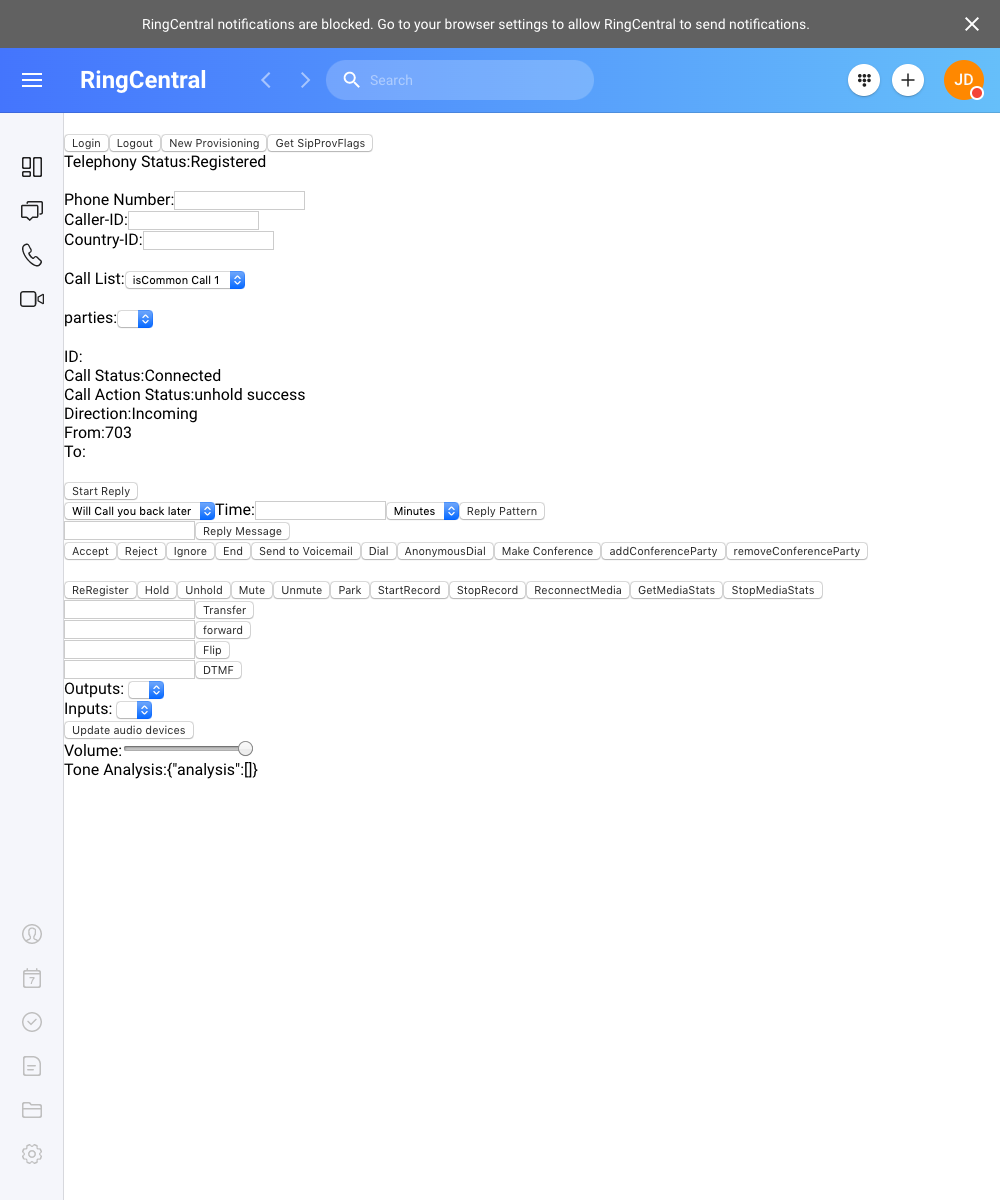 RingCentral notifications are blocked. Go to your browser settings to allow RingCentral to send notifications.
RingCentral Search JD
Login Logout New Provisioning Get SipProvFlags
Telephony Status:Registered
Phone Number:
Caller-ID:
Country-ID:
Call List: isCommon Call 1
parties:
ID:
Call Status:Connected
Call Action Status:unhold success
Direction:Incoming
From:703
To:
Start Reply
Will Call you back later Time: Minutes Reply Pattern
Reply Message
Accept Reject Ignore End Send to Voicemail Dial AnonymousDial Make Conference addConferenceParty removeConferenceParty
ReRegister Hold Unhold Mute Unmute Park StartRecord StopRecord ReconnectMedia GetMediaStats StopMediaStats
Transfer
forward
Flip
DTMF
Outputs:
Inputs:
Update audio devices
Volume:
Tone Analysis:{"analysis":[]}
7